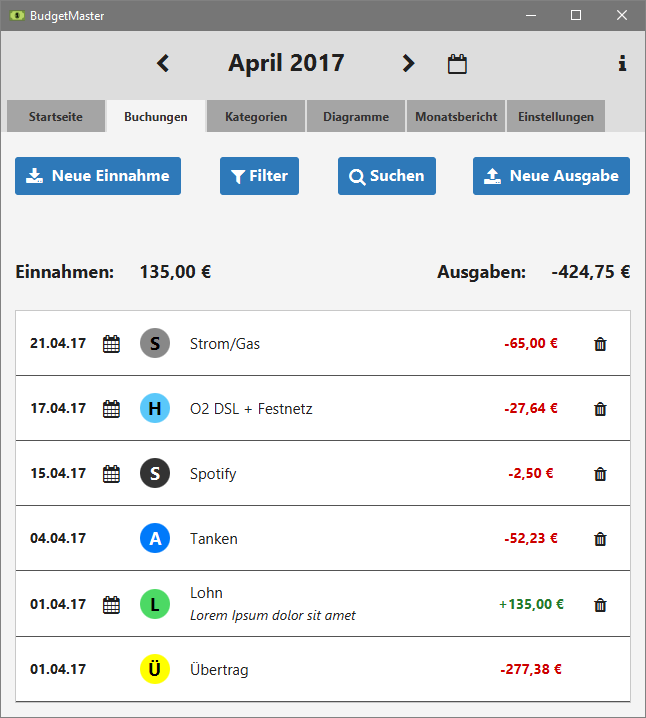 BudgetMaster
April 2017
Startseite Buchungen Kategorien Diagramme Monatsbericht Einstellungen
Neue Einnahme Filter Suchen Neue Ausgabe
Einnahmen: 135,00 € Ausgaben: -424,75 €
21.04.17 S Strom/Gas -65,00 €
17.04.17 H O2 DSL + Festnetz -27,64 €
15.04.17 S Spotify -2,50 €
04.04.17 A Tanken -52,23 €
01.04.17 L Lohn +135,00 €
Lorem Ipsum dolor sit amet
01.04.17 Ü Übertrag -277,38 €